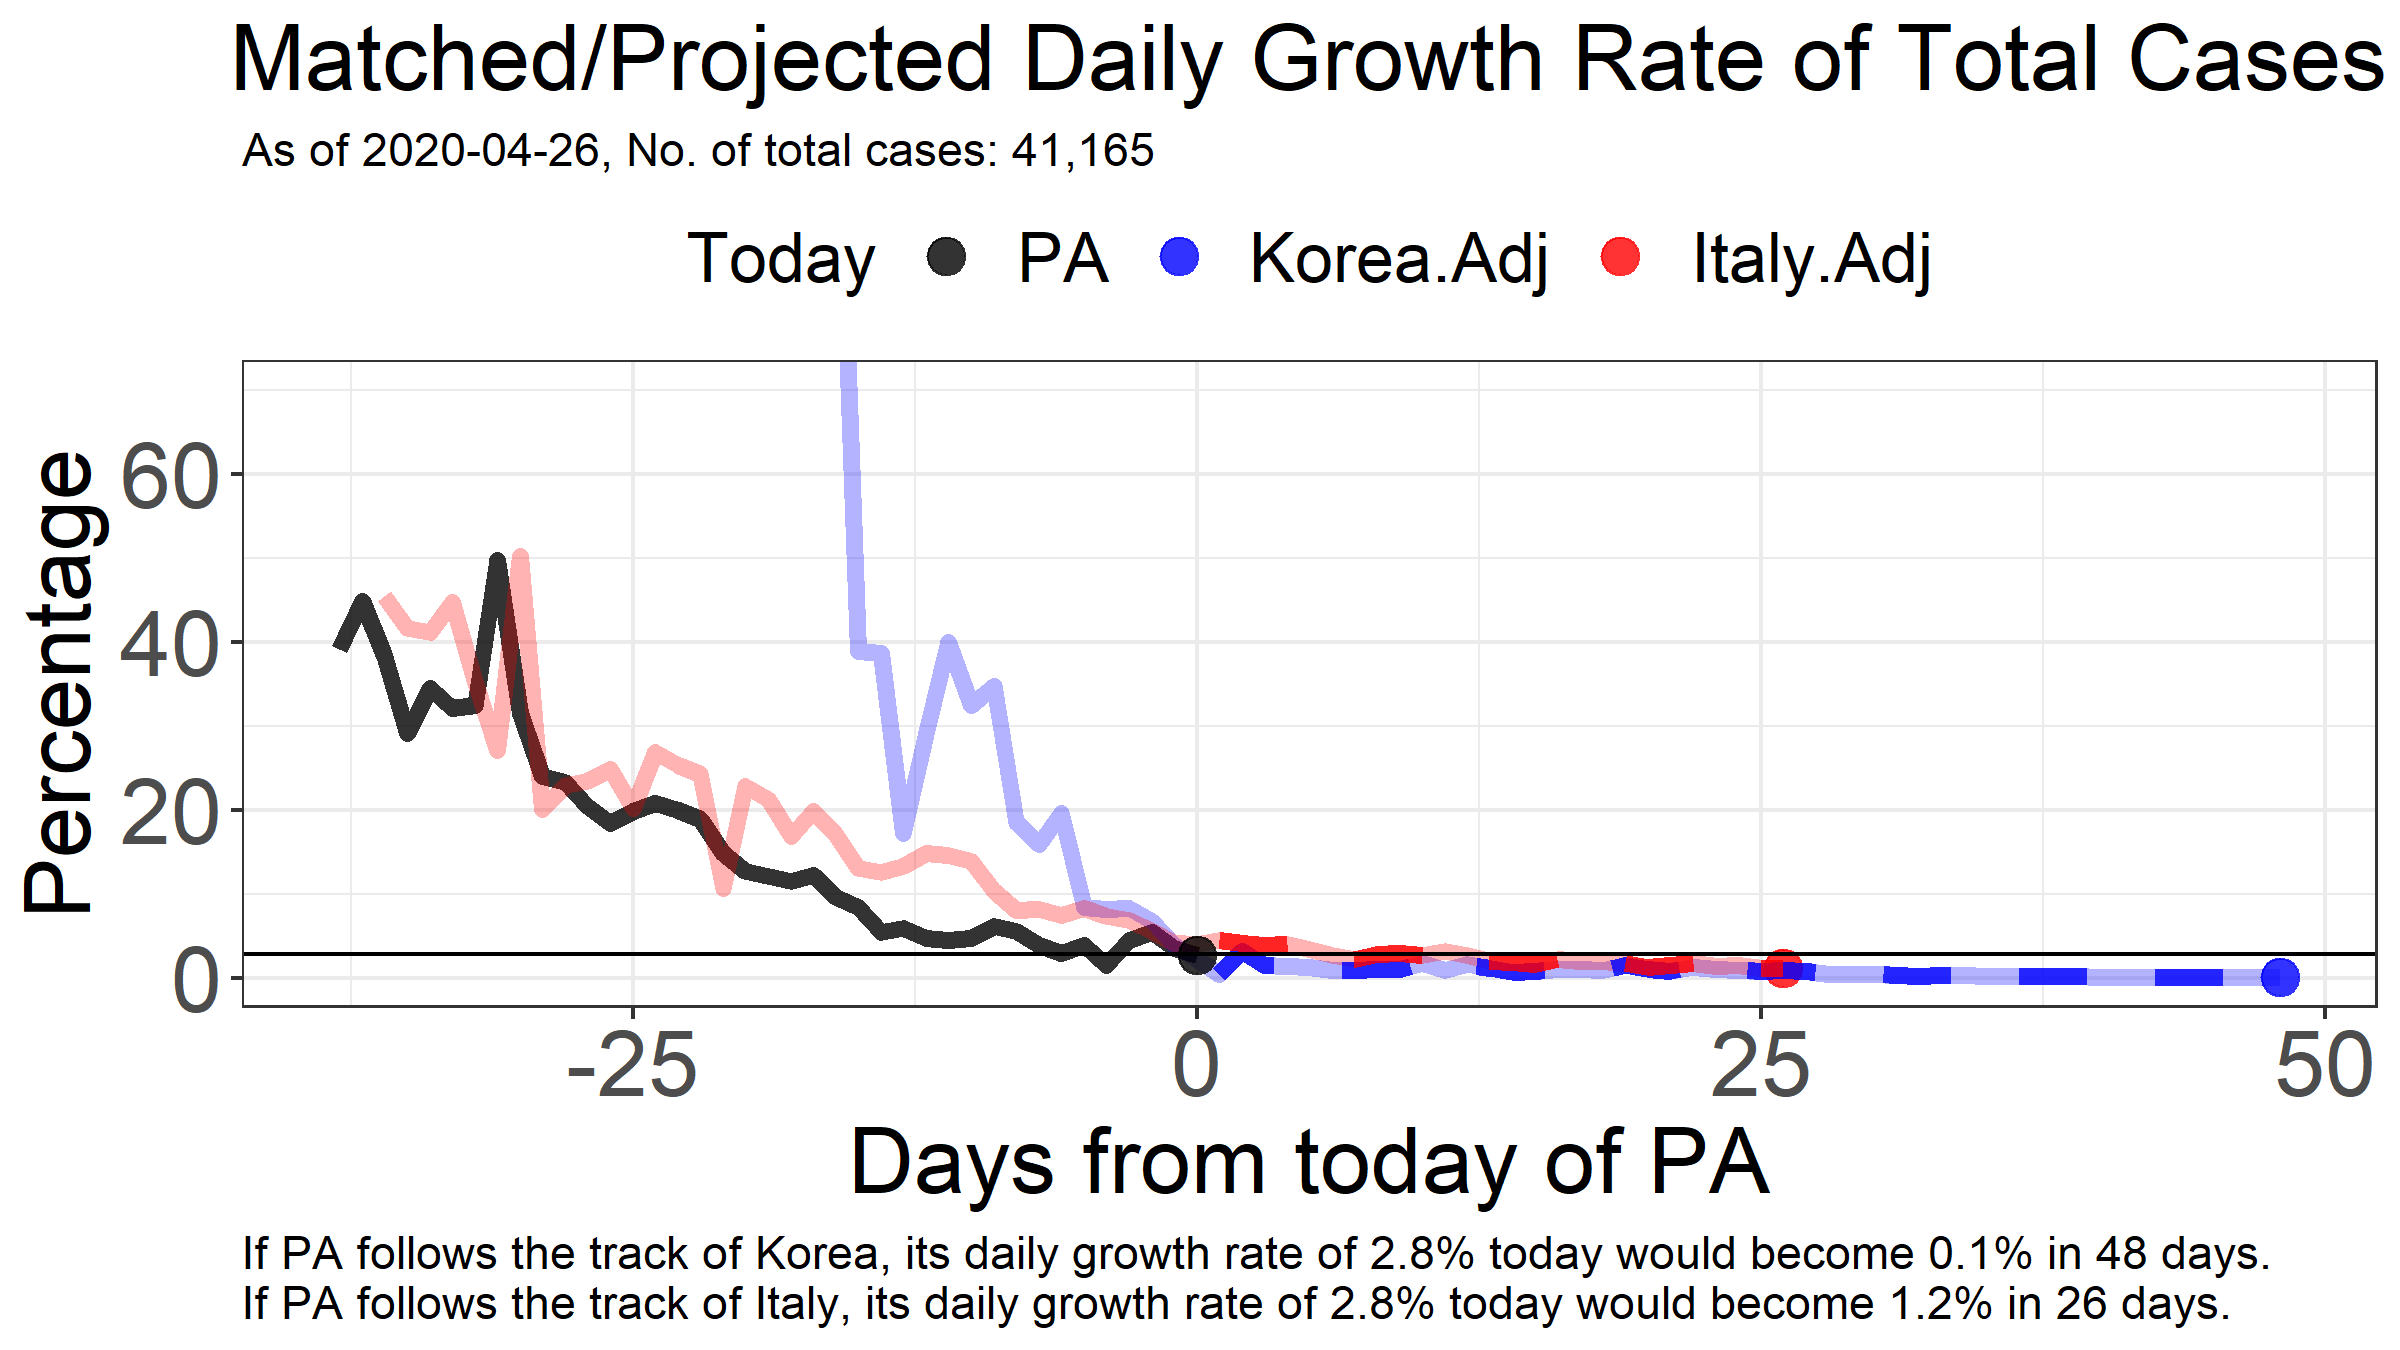 Matched/Projected Daily Growth Rate of Total Cases
As of 2020-04-26, No. of total cases: 41,165
Today PA Korea.Adj Italy.Adj
Percentage
60
40
20
0
-25 0 25 50
Days from today of PA
If PA follows the track of Korea, its daily growth rate of 2.8% today would become 0.1% in 48 days.
If PA follows the track of Italy, its daily growth rate of 2.8% today would become 1.2% in 26 days.